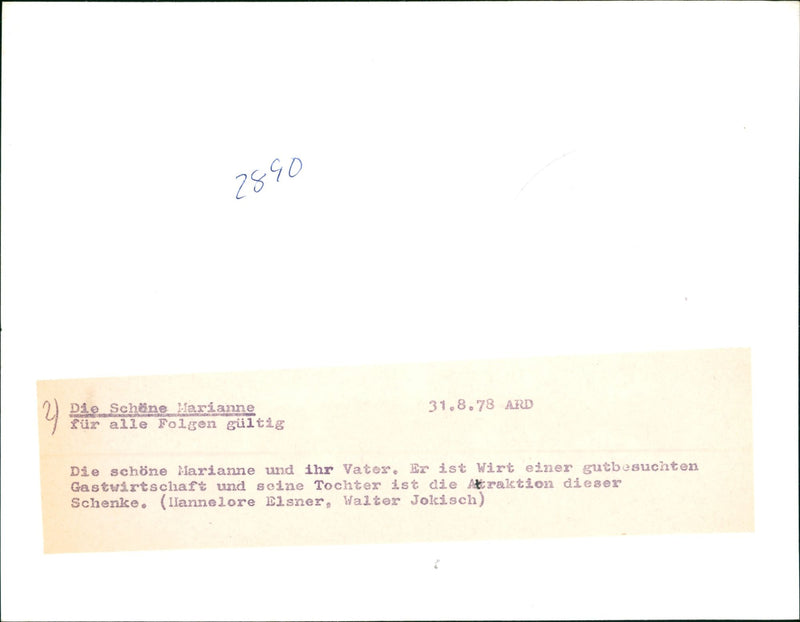 2890
2) Die Schöne Marianne 31.8.78 ARD
für alle Folgen gültig
Die schöne Marianne und ihr Vater. Er ist Wirt einer gutbesuchten
Gastwirtschaft und seine Tochter ist die Attraktion dieser
Schenke. (Hannelore Elsner, Walter Jokisch)